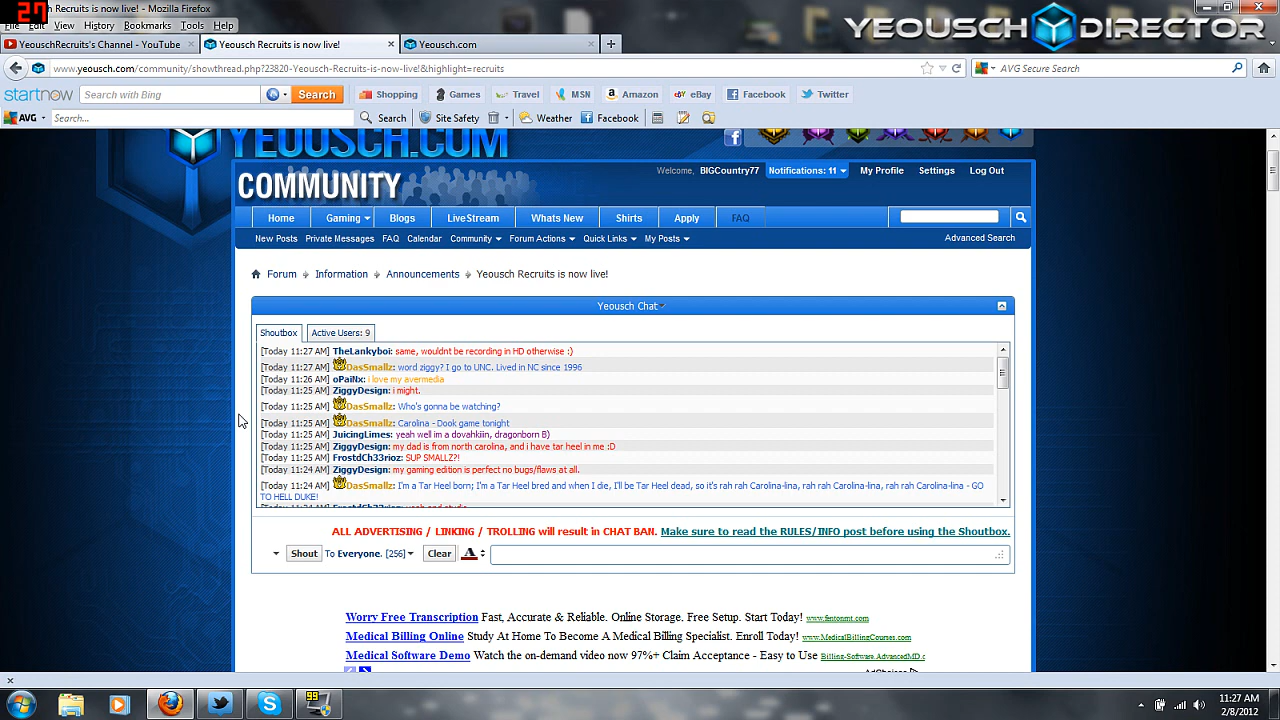 27
h Recruits is now live! - Mozilla Firefox
File Edit View History Bookmarks Tools Help
YEOUSCH DIRECTOR
YeouschRecruits's Channel - YouTube × Yeousch Recruits is now live! × Yeousch.com × +
www.yeousch.com/community/showthread.php?23820-Yeousch-Recruits-is-now-live!&highlight=recruits
AVG Secure Search
startnow Search with Bing Search Shopping Games Travel MSN Amazon eBay Facebook Twitter
AVG Search... Search Site Safety Weather Facebook
YEOUSCH.COM
COMMUNITY
Welcome, BIGCountry77 Notifications: 11 My Profile Settings Log Out
Home Gaming Blogs LiveStream Whats New Shirts Apply FAQ
New Posts Private Messages FAQ Calendar Community Forum Actions Quick Links My Posts Advanced Search
Forum Information Announcements Yeousch Recruits is now live!
Yeousch Chat
Shoutbox Active Users: 9
[Today 11:27 AM] TheLankyboi: same, wouldnt be recording in HD otherwise :)
[Today 11:27 AM] DasSmallz: word ziggy? I go to UNC. Lived in NC since 1996
[Today 11:26 AM] oPaiNx: i love my avermedia
[Today 11:25 AM] ZiggyDesign: i might.
[Today 11:25 AM] DasSmallz: Who's gonna be watching?
[Today 11:25 AM] DasSmallz: Carolina - Dook game tonight
[Today 11:25 AM] JuicingLimes: yeah well im a dovahkiin, dragonborn B)
[Today 11:25 AM] ZiggyDesign: my dad is from north carolina, and i have tar heel in me :D
[Today 11:25 AM] FrostdCh33rioz: SUP SMALLZ?!
[Today 11:24 AM] ZiggyDesign: my gaming edition is perfect no bugs/flaws at all.
[Today 11:24 AM] DasSmallz: I'm a Tar Heel born; I'm a Tar Heel bred and when I die, I'll be Tar Heel dead, so it's rah rah Carolina-lina, rah rah Carolina-lina, rah rah Carolina-lina - GO
TO HELL DUKE!
ALL ADVERTISING / LINKING / TROLLING will result in CHAT BAN. Make sure to read the RULES/INFO post before using the Shoutbox.
Shout To Everyone. [256] Clear A
Worry Free Transcription Fast, Accurate & Reliable. Online Storage. Free Setup. Start Today! www.fentonmt.com
Medical Billing Online Study At Home To Become A Medical Billing Specialist. Enroll Today! www.MedicalBillingCourses.com
Medical Software Demo Watch the on-demand video now 97%+ Claim Acceptance - Easy to Use Billing-Software.AdvancedMD.c
99
11:27 AM
2/8/2012